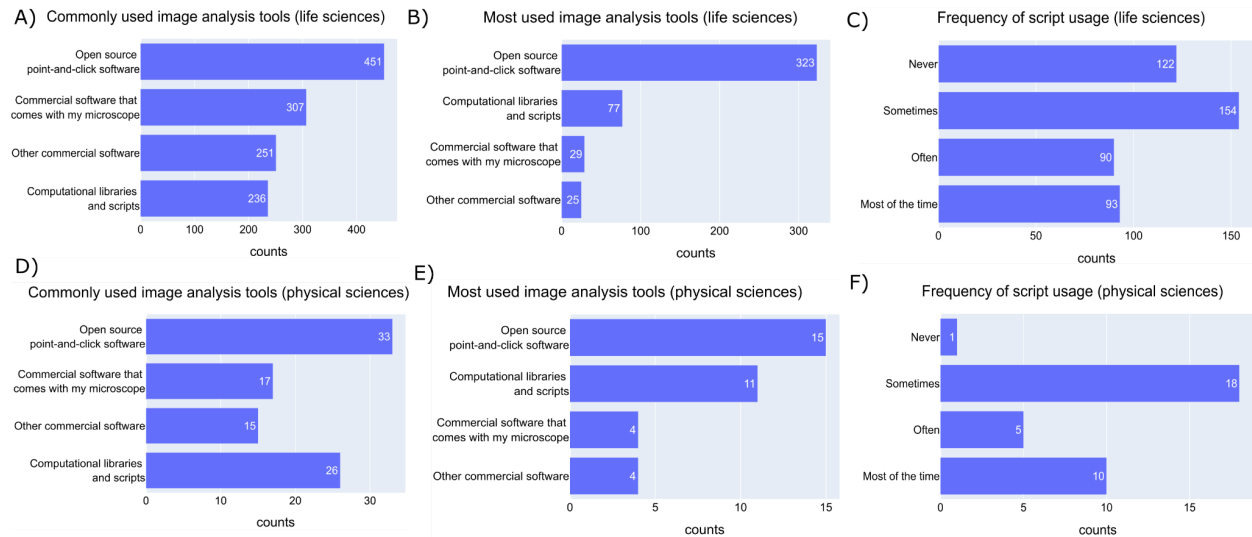 A)
Commonly used image analysis tools (life sciences)
Open source
point-and-click software
451
Commercial software that
comes with my microscope
307
Other commercial software
251
Computational libraries
and scripts
236
0 100 200 300 400
counts
B)
Most used image analysis tools (life sciences)
Open source
point-and-click software
323
Computational libraries
and scripts
77
Commercial software that
comes with my microscope
29
Other commercial software
25
0 100 200 300
counts
C)
Frequency of script usage (life sciences)
Never
122
Sometimes
154
Often
90
Most of the time
93
0 50 100 150
counts
D)
Commonly used image analysis tools (physical sciences)
Open source
point-and-click software
33
Commercial software that
comes with my microscope
17
Other commercial software
15
Computational libraries
and scripts
26
0 10 20 30
counts
E)
Most used image analysis tools (physical sciences)
Open source
point-and-click software
15
Computational libraries
and scripts
11
Commercial software that
comes with my microscope
4
Other commercial software
4
0 5 10 15
counts
F)
Frequency of script usage (physical sciences)
Never
1
Sometimes
18
Often
5
Most of the time
10
0 5 10 15
counts